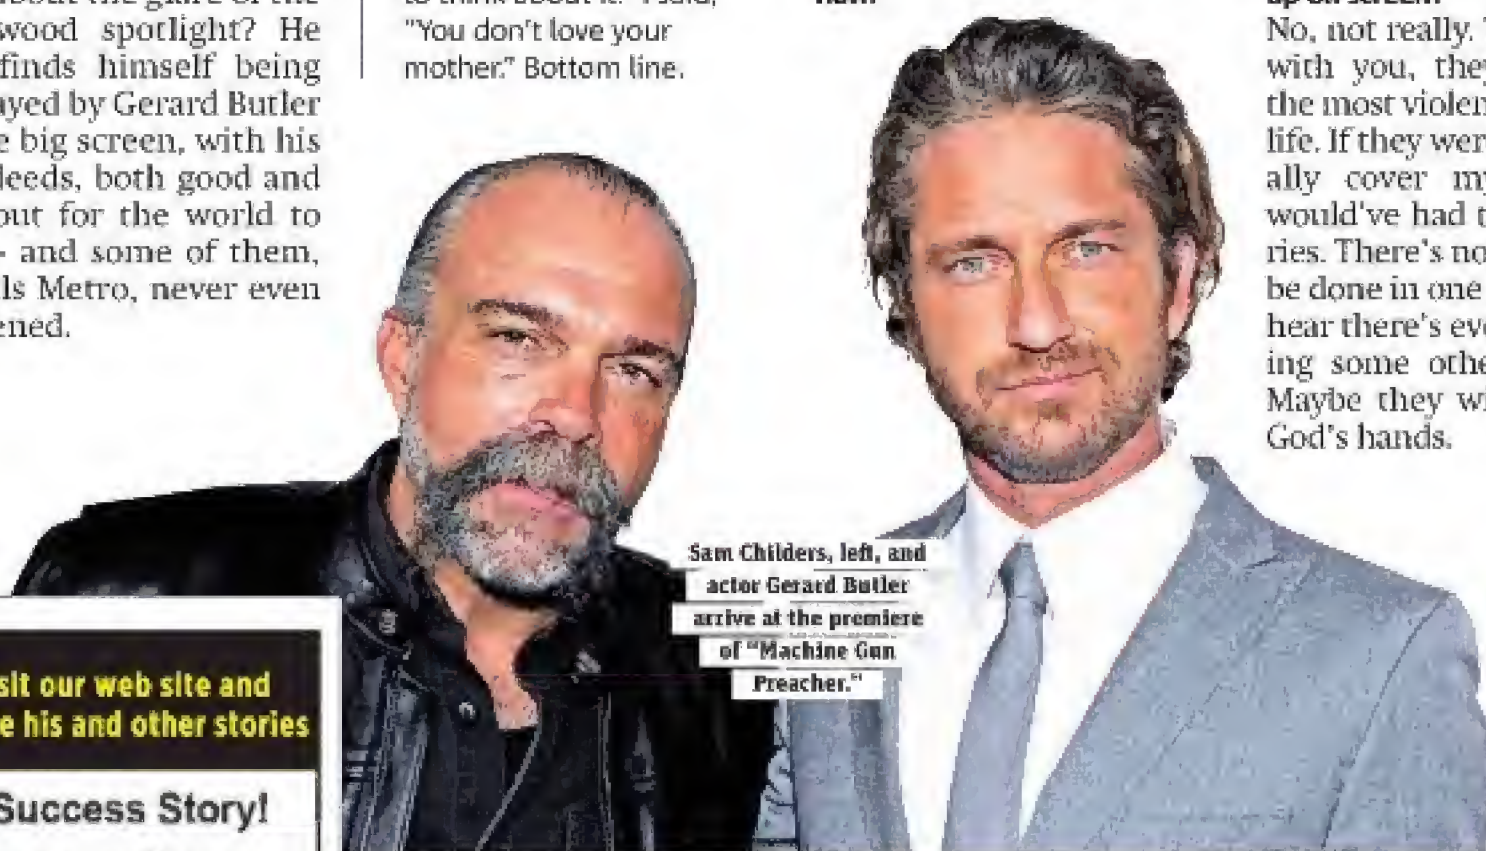 wood spotlight? He
finds himself being
ayed by Gerard Butler
e big screen, with his
deeds, both good and
out for the world to
- and some of them,
ls Metro, never even
ened.
"You don't love your
mother." Bottom line.
Sam Childers, left, and
actor Gerard Butler
arrive at the premiere
of "Machine Gun
Preacher."
No, not really.
with you, they
the most violen
life. If they wer
ally cover my
would've had t
ries. There's no
be done in one
hear there's eve
ing some othe
Maybe they wi
God's hands.
sit our web site and
e his and other stories
Success Story!